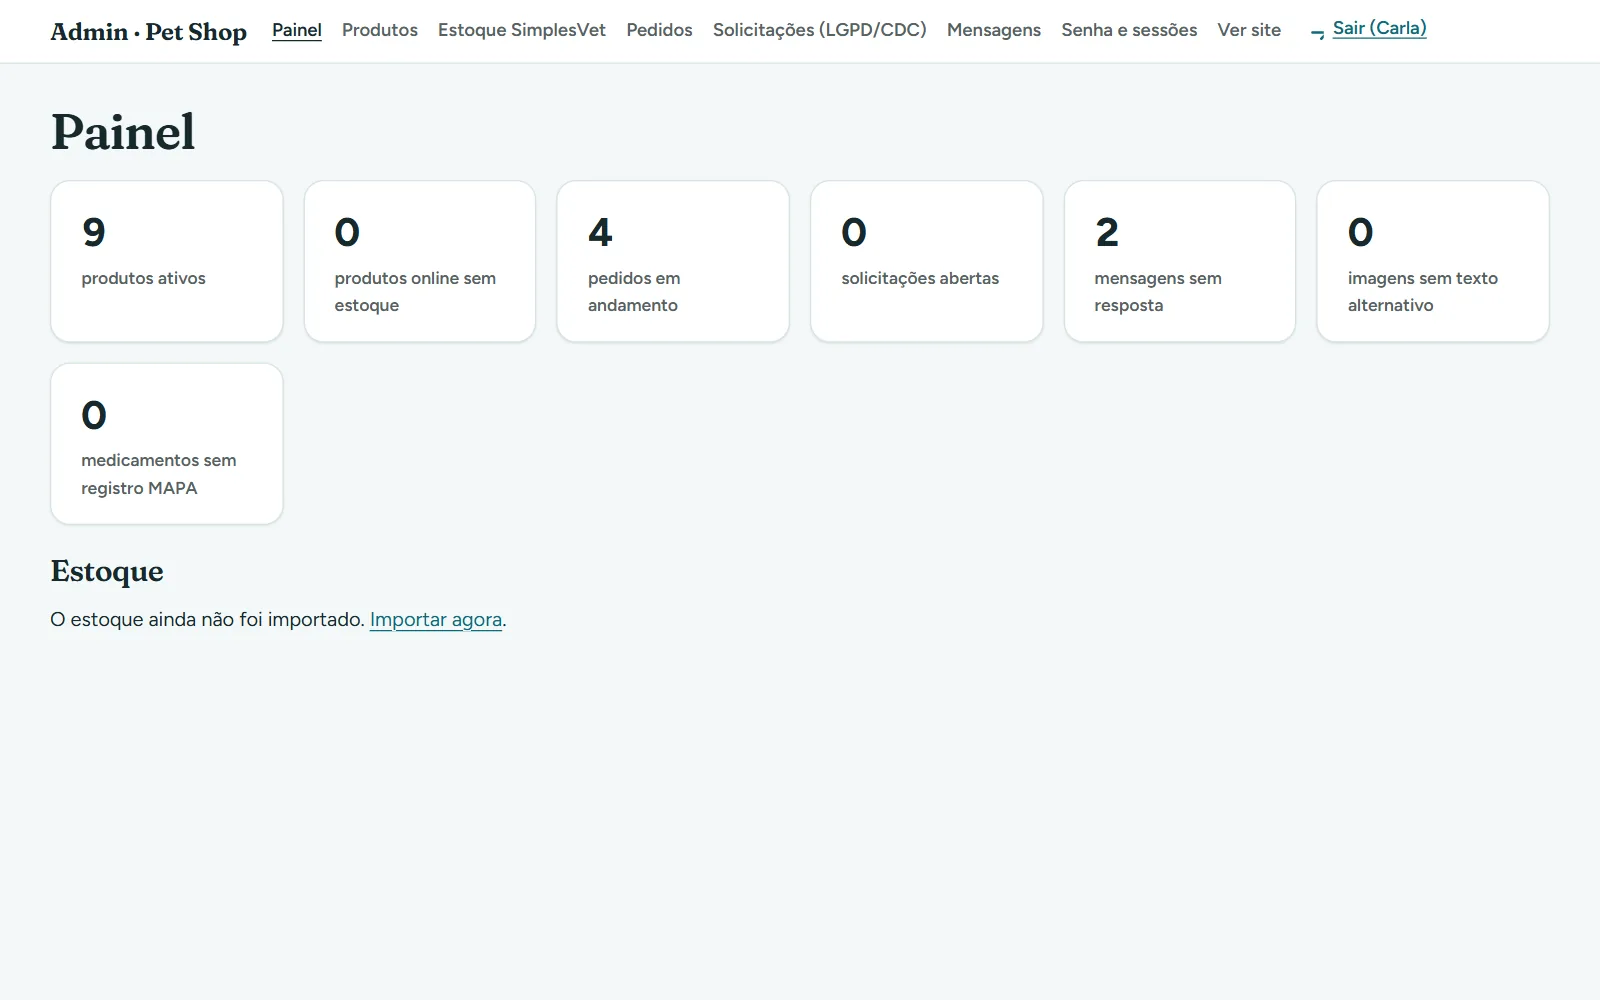 Admin · Pet Shop Painel Produtos Estoque SimplesVet Pedidos Solicitações (LGPD/CDC) Mensagens Senha e sessões Ver site Sair (Carla)
Painel
9
produtos ativos
0
produtos online sem
estoque
4
pedidos em
andamento
0
solicitações abertas
2
mensagens sem
resposta
0
imagens sem texto
alternativo
0
medicamentos sem
registro MAPA
Estoque
O estoque ainda não foi importado. Importar agora.